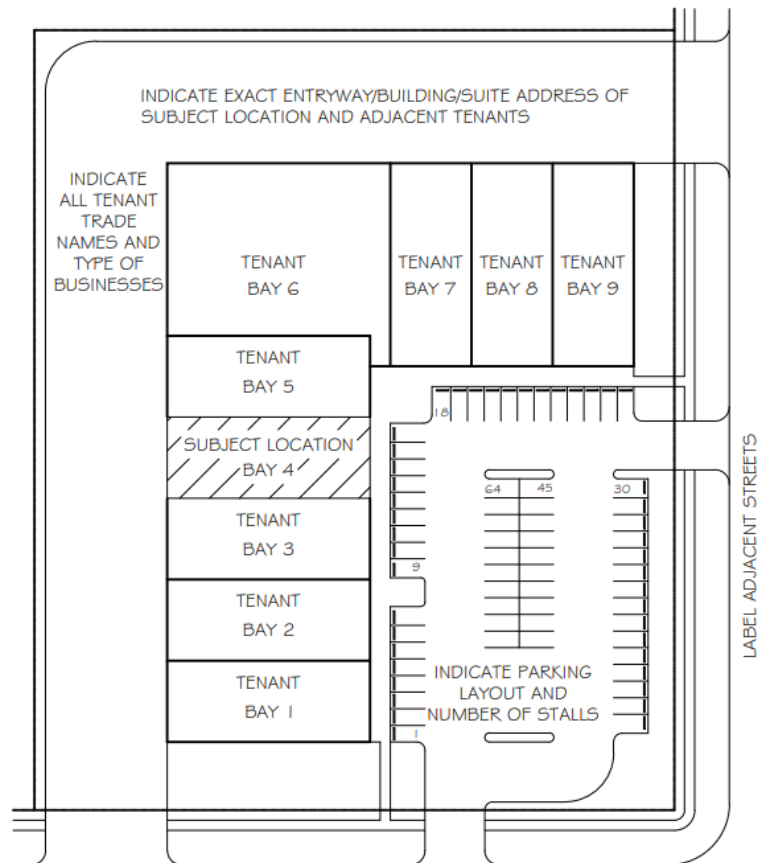 INDICATE EXACT ENTRYWAY/BUILDING/SUITE ADDRESS OF
SUBJECT LOCATION AND ADJACENT TENANTS
INDICATE
ALL TENANT
TRADE
NAMES AND
TYPE OF
BUSINESSES
TENANT
BAY 6
TENANT
BAY 7
TENANT
BAY 8
TENANT
BAY 9
TENANT
BAY 5
SUBJECT LOCATION
BAY 4
TENANT
BAY 3
TENANT
BAY 2
TENANT
BAY 1
18
64
45
30
9
INDICATE PARKING
LAYOUT AND
NUMBER OF STALLS
1
LABEL ADJACENT STREETS